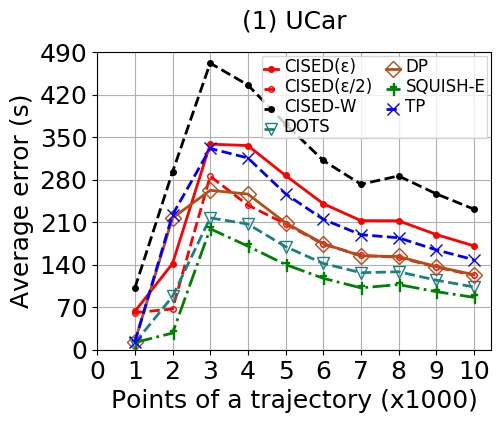 (1) UCar
Average error (s)
490
420
350
280
210
140
70
0
CISED(ε)
CISED(ε/2)
CISED-W
DOTS
DP
SQUISH-E
TP
0 1 2 3 4 5 6 7 8 9 10
Points of a trajectory (x1000)